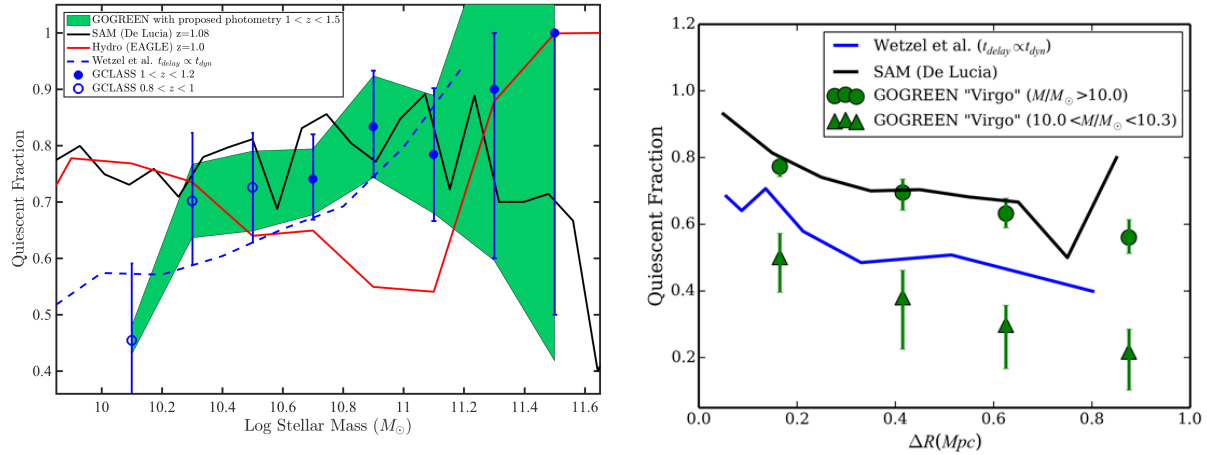 GOGREEN with proposed photometry 1 < z < 1.5
SAM (De Lucia) z=1.08
Hydro (EAGLE) z=1.0
Wetzel et al. t_delay ∝ t_dyn
GCLASS 1 < z < 1.2
GCLASS 0.8 < z < 1
Quiescent Fraction
1
0.9
0.8
0.7
0.6
0.5
0.4
10
10.2
10.4
10.6
10.8
11
11.2
11.4
11.6
Log Stellar Mass (M_⊙)
Wetzel et al. (t_delay∝t_dyn)
SAM (De Lucia)
GOGREEN "Virgo" (M/M_⊙>10.0)
GOGREEN "Virgo" (10.0<M/M_⊙<10.3)
Quiescent Fraction
1.2
1.0
0.8
0.6
0.4
0.2
0.0
0.2
0.4
0.6
0.8
1.0
ΔR(Mpc)